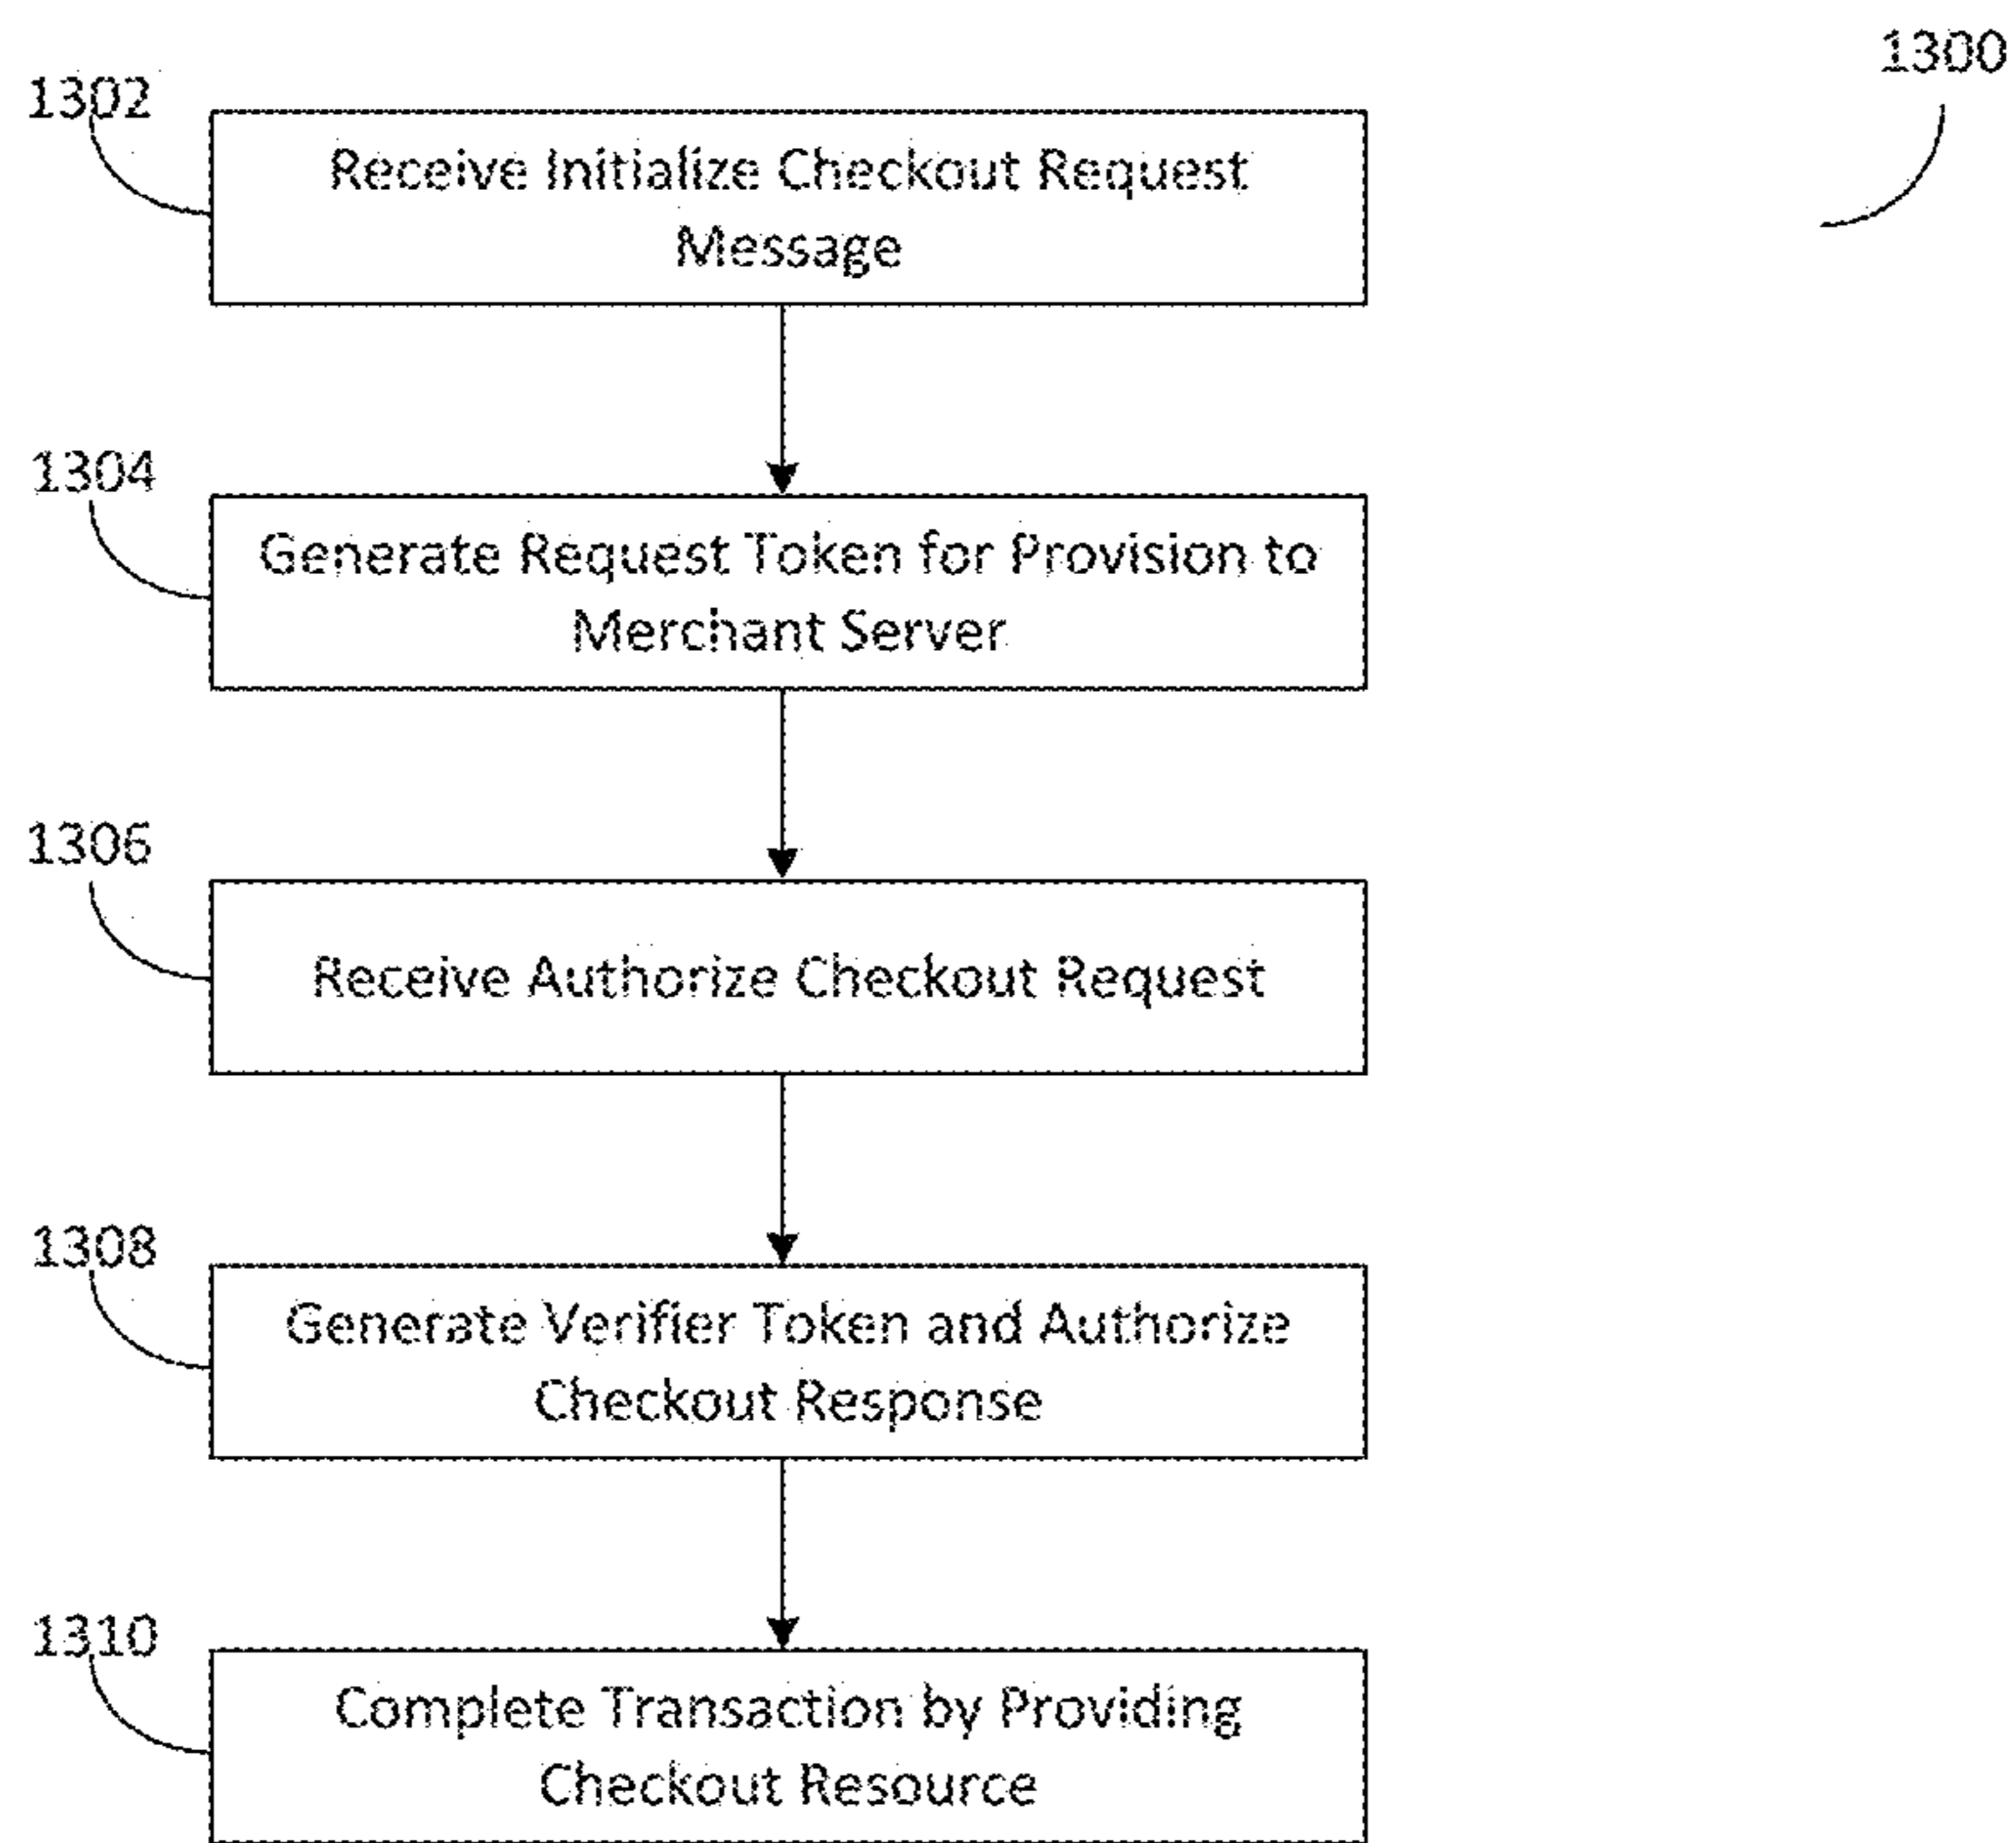 1300
1302
Receive Initialize Checkout Request
Message
1304
Generate Request Token for Provision to
Merchant Server
1306
Receive Authorize Checkout Request
1308
Generate Verifier Token and Authorize
Checkout Response
1310
Complete Transaction by Providing
Checkout Resource